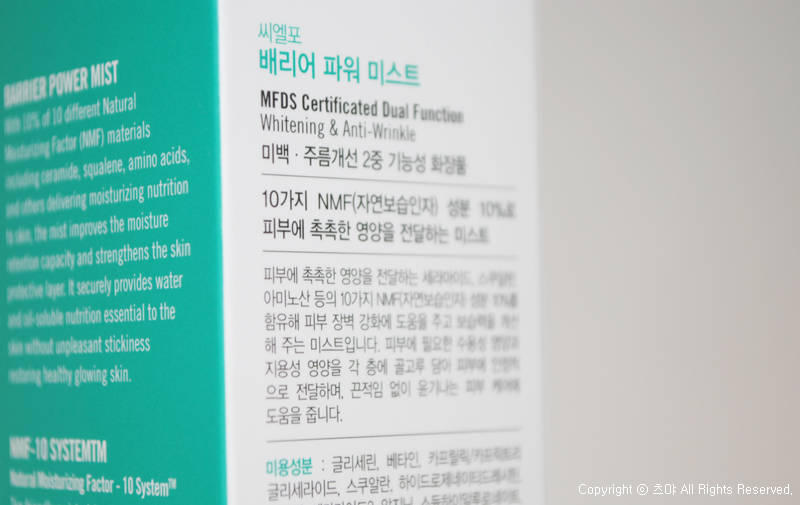 BARRIER POWER MIST
With 10% of 10 different Natural
Moisturizing Factor (NMF) materials
including ceramide, squalene, amino acids,
and others delivering moisturizing nutrition
to skin, the mist improves the moisture
retention capacity and strengthens the skin
protective layer. It securely provides water
and oil-soluble nutrition essential to the
skin without unpleasant stickiness
restoring healthy glowing skin.
NMF-10 SYSTEMTM
Natural Moisturizing Factor - 10 System™
씨엘포
배리어 파워 미스트
MFDS Certificated Dual Function
Whitening & Anti-Wrinkle
미백 · 주름개선 2중 기능성 화장품
10가지 NMF(자연보습인자) 성분 10%로
피부에 촉촉한 영양을 전달하는 미스트
피부에 촉촉한 영양을 전달하는 세라마이드, 스쿠알란,
아미노산 등의 10가지 NMF(자연보습인자) 성분 10%를
함유해 피부 장벽 강화에 도움을 주고 보습력을 개선
해 주는 미스트입니다. 피부에 필요한 수용성 영양과
지용성 영양을 각 층에 골고루 담아 피부에 안정적
으로 전달하며, 끈적임 없이 윤기나는 피부 케어에
도움을 줍니다.
미용성분 : 글리세린, 베타인, 카프릴릭/카프릭트리
글리세라이드, 스쿠알란, 하이드로제네이티드레시틴,
Copyright ⓒ 츠야 All Rights Reserved.